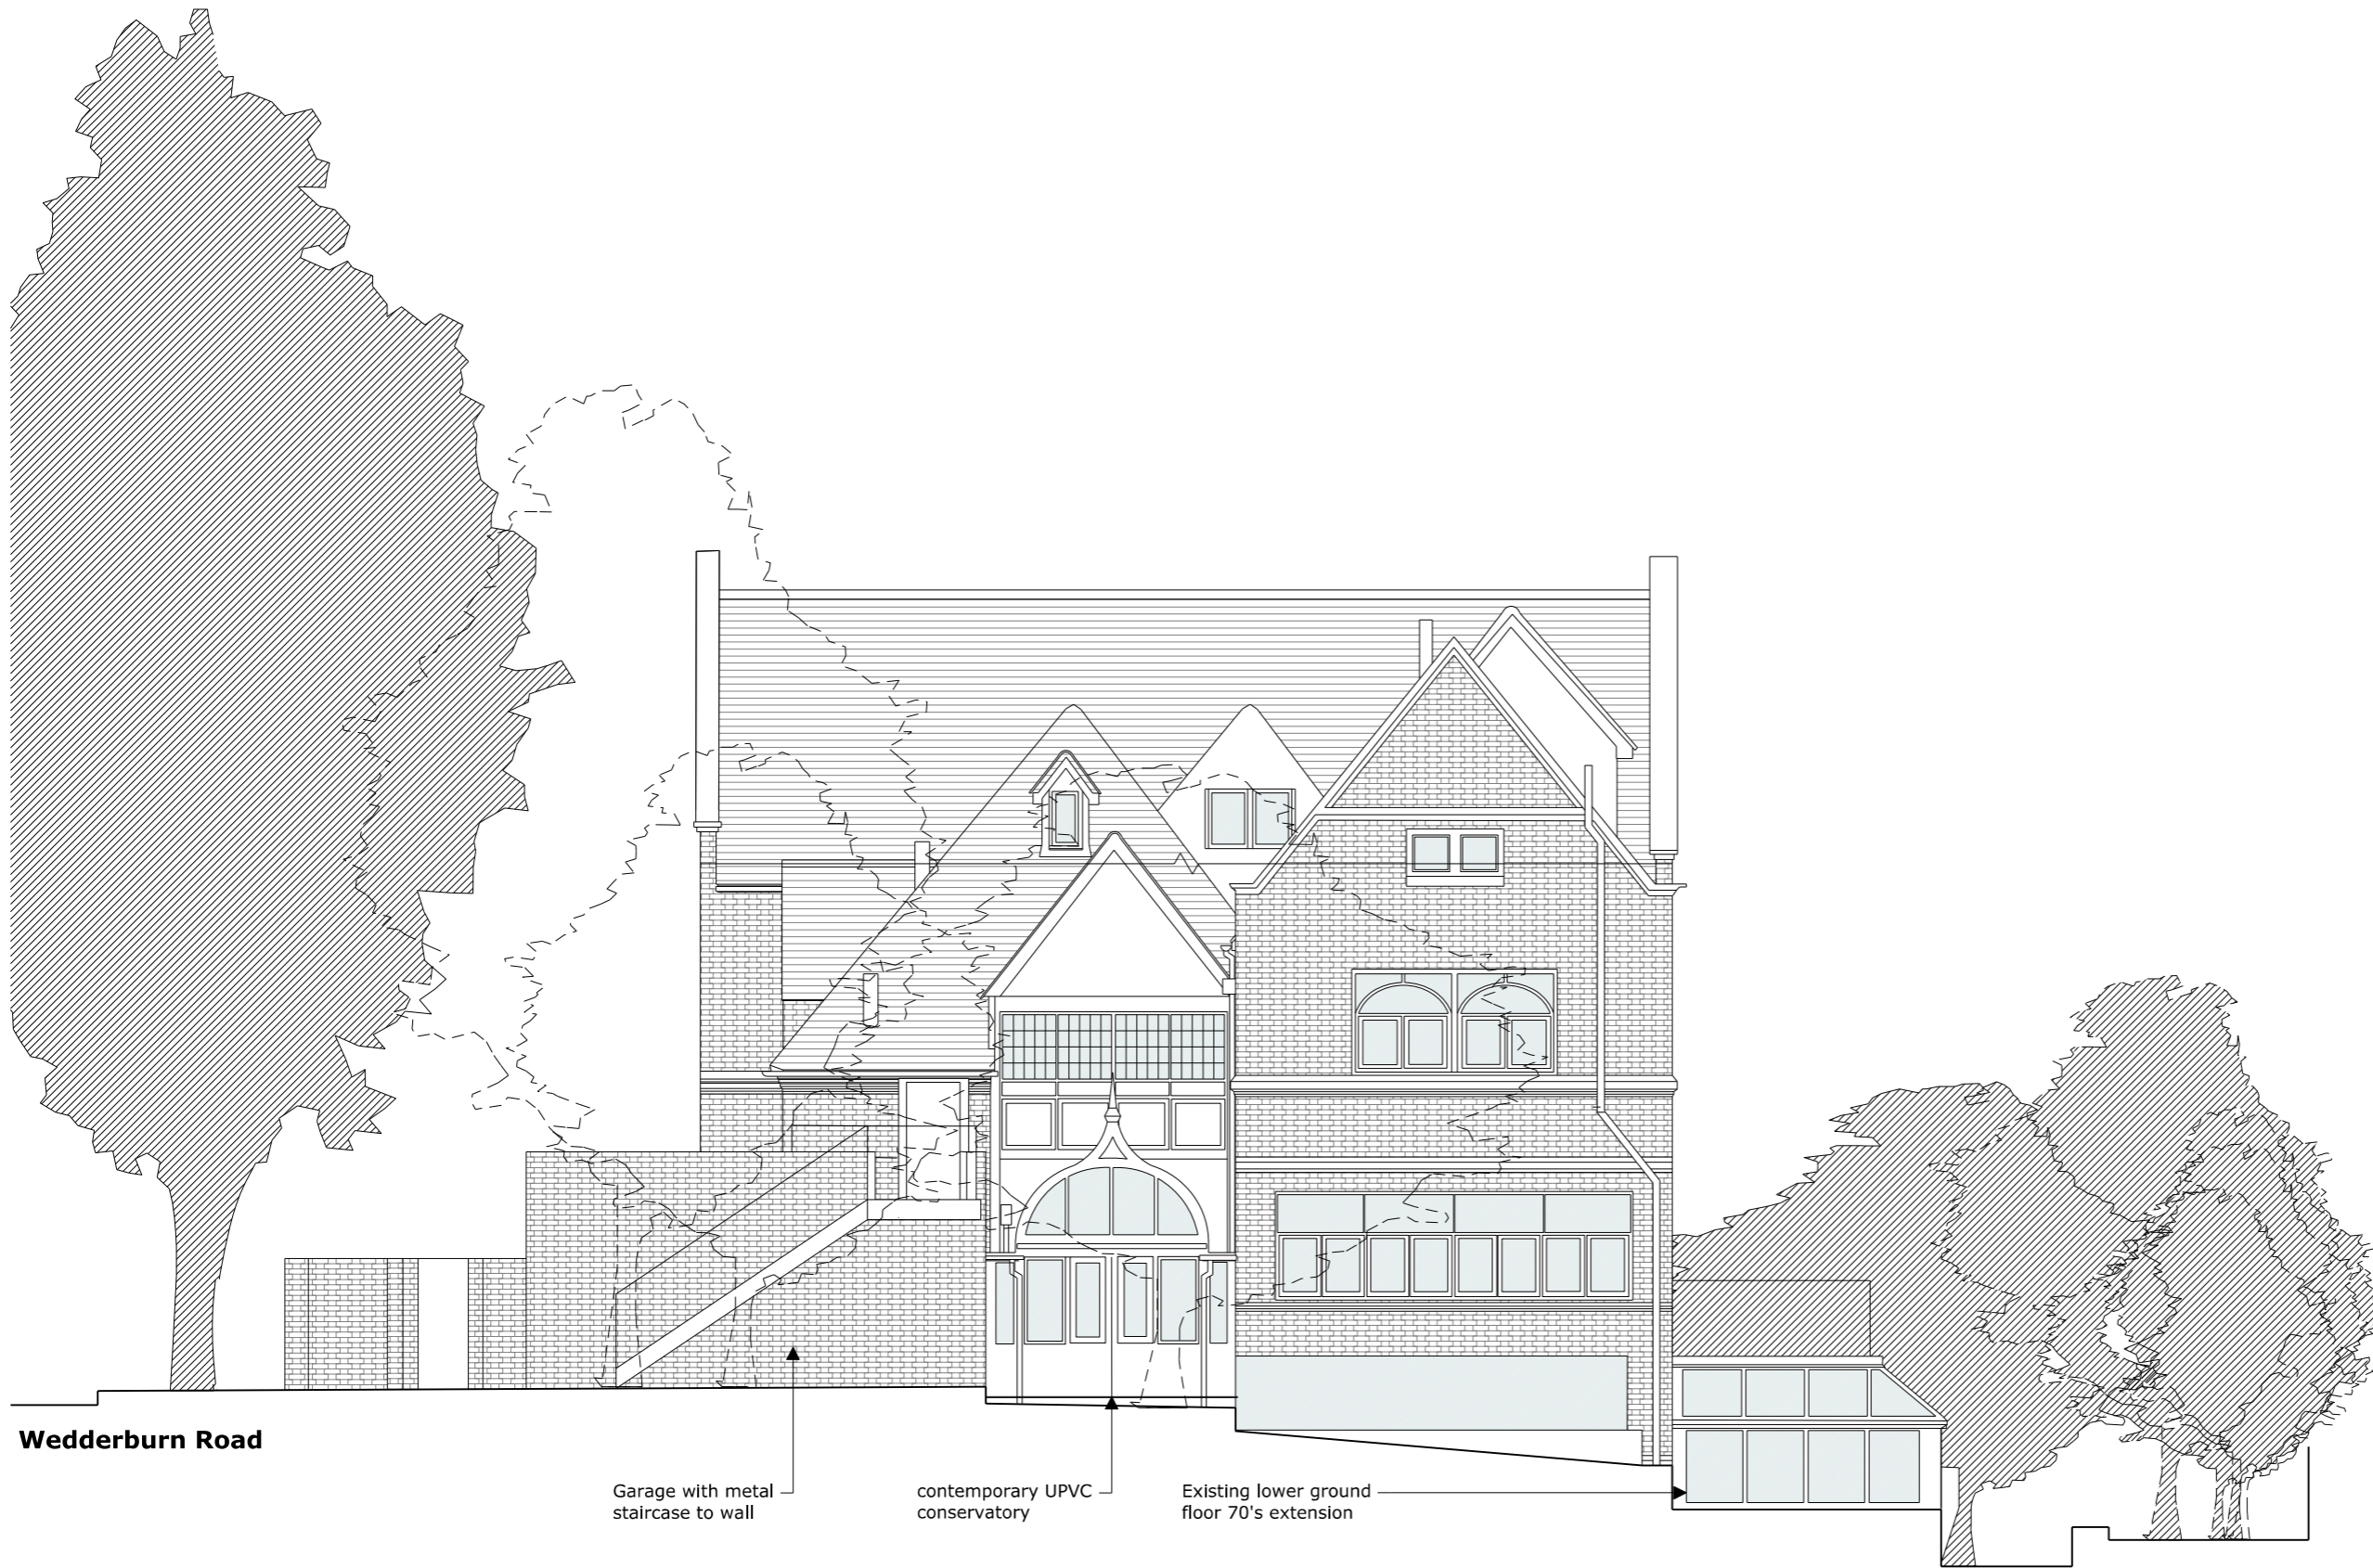 Wedderburn Road
Garage with metal
staircase to wall
contemporary UPVC
conservatory
Existing lower ground
floor 70's extension